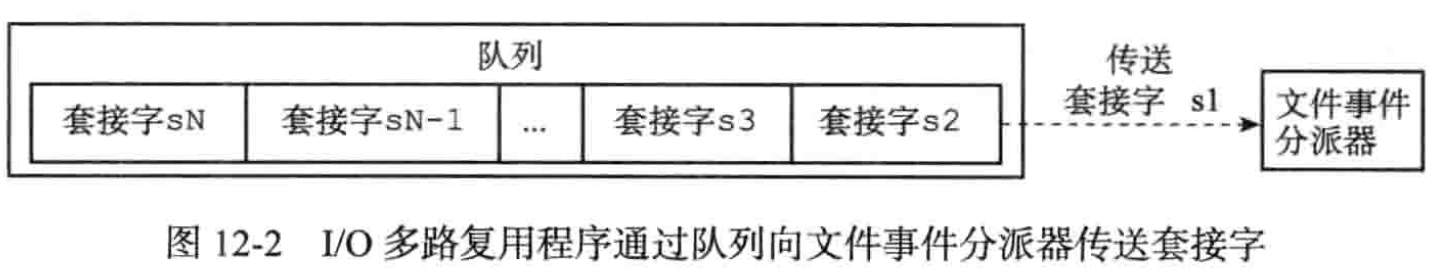 队列
套接字sN 套接字sN-1 ... 套接字s3 套接字s2
传送
套接字 s1
文件事件
分派器
图 12-2 I/O 多路复用程序通过队列向文件事件分派器传送套接字